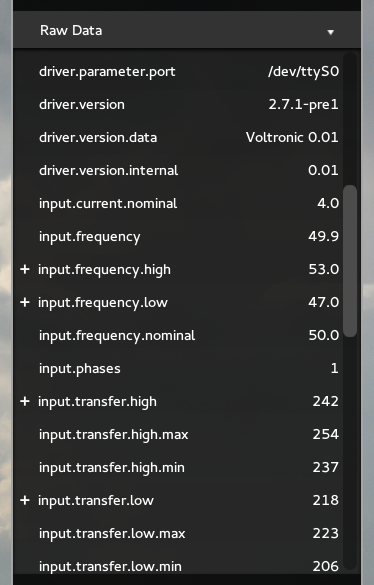 Raw Data
driver.parameter.port /dev/ttyS0
driver.version 2.7.1-pre1
driver.version.data Voltronic 0.01
driver.version.internal 0.01
input.current.nominal 4.0
input.frequency 49.9
+ input.frequency.high 53.0
+ input.frequency.low 47.0
input.frequency.nominal 50.0
input.phases 1
+ input.transfer.high 242
input.transfer.high.max 254
input.transfer.high.min 237
+ input.transfer.low 218
input.transfer.low.max 223
input.transfer.low.min 206